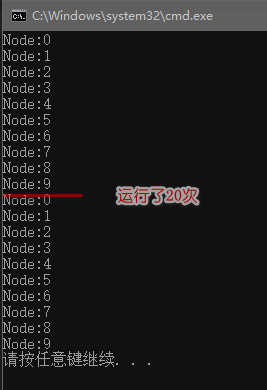 C:\Windows\system32\cmd.exe
Node:0
Node:1
Node:2
Node:3
Node:4
Node:5
Node:6
Node:7
Node:8
Node:9
Node:0
运行了20次
Node:1
Node:2
Node:3
Node:4
Node:5
Node:6
Node:7
Node:8
Node:9
请按任意键继续. . .